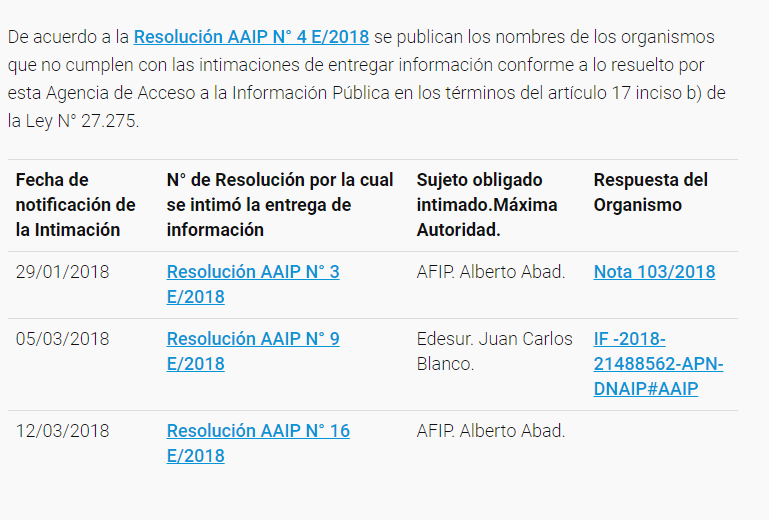 De acuerdo a la Resolución AAIP N° 4 E/2018 se publican los nombres de los organismos
que no cumplen con las intimaciones de entregar información conforme a lo resuelto por
esta Agencia de Acceso a la Información Pública en los términos del artículo 17 inciso b) de
la Ley N° 27.275.
Fecha de
notificación de
la Intimación
N° de Resolución por la cual
se intimó la entrega de
información
Sujeto obligado
intimado.Máxima
Autoridad.
Respuesta del
Organismo
29/01/2018
Resolución AAIP N° 3
E/2018
AFIP. Alberto Abad.
Nota 103/2018
05/03/2018
Resolución AAIP N° 9
E/2018
Edesur. Juan Carlos
Blanco.
IF -2018-
21488562-APN-
DNAIP#AAIP
12/03/2018
Resolución AAIP N° 16
E/2018
AFIP. Alberto Abad.